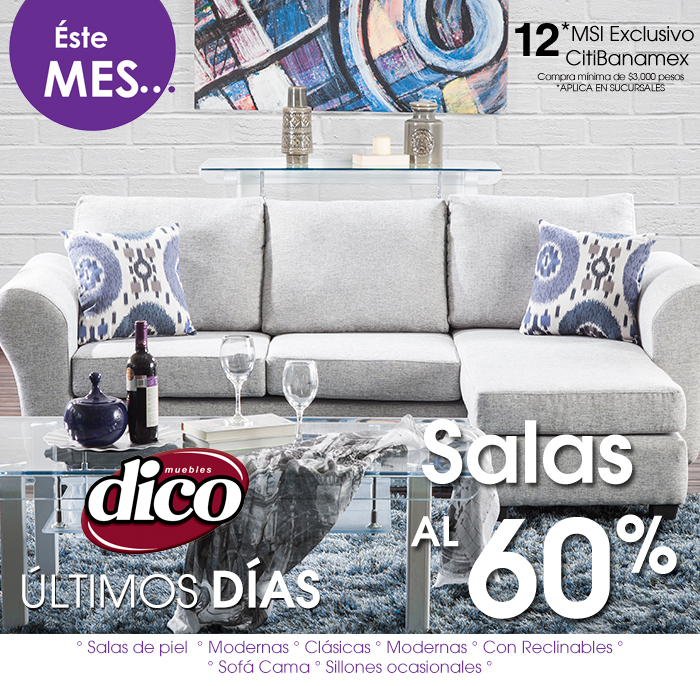 Éste
MES...
12*MSI Exclusivo
CitiBanamex
Compra mínima de $3,000 pesos
*APLICA EN SUCURSALES
muebles
dico
ÚLTIMOS DÍAS
Salas
AL 60%
° Salas de piel ° Modernas ° Clásicas ° Modernas ° Con Reclinables °
° Sofá Cama ° Sillones ocasionales °